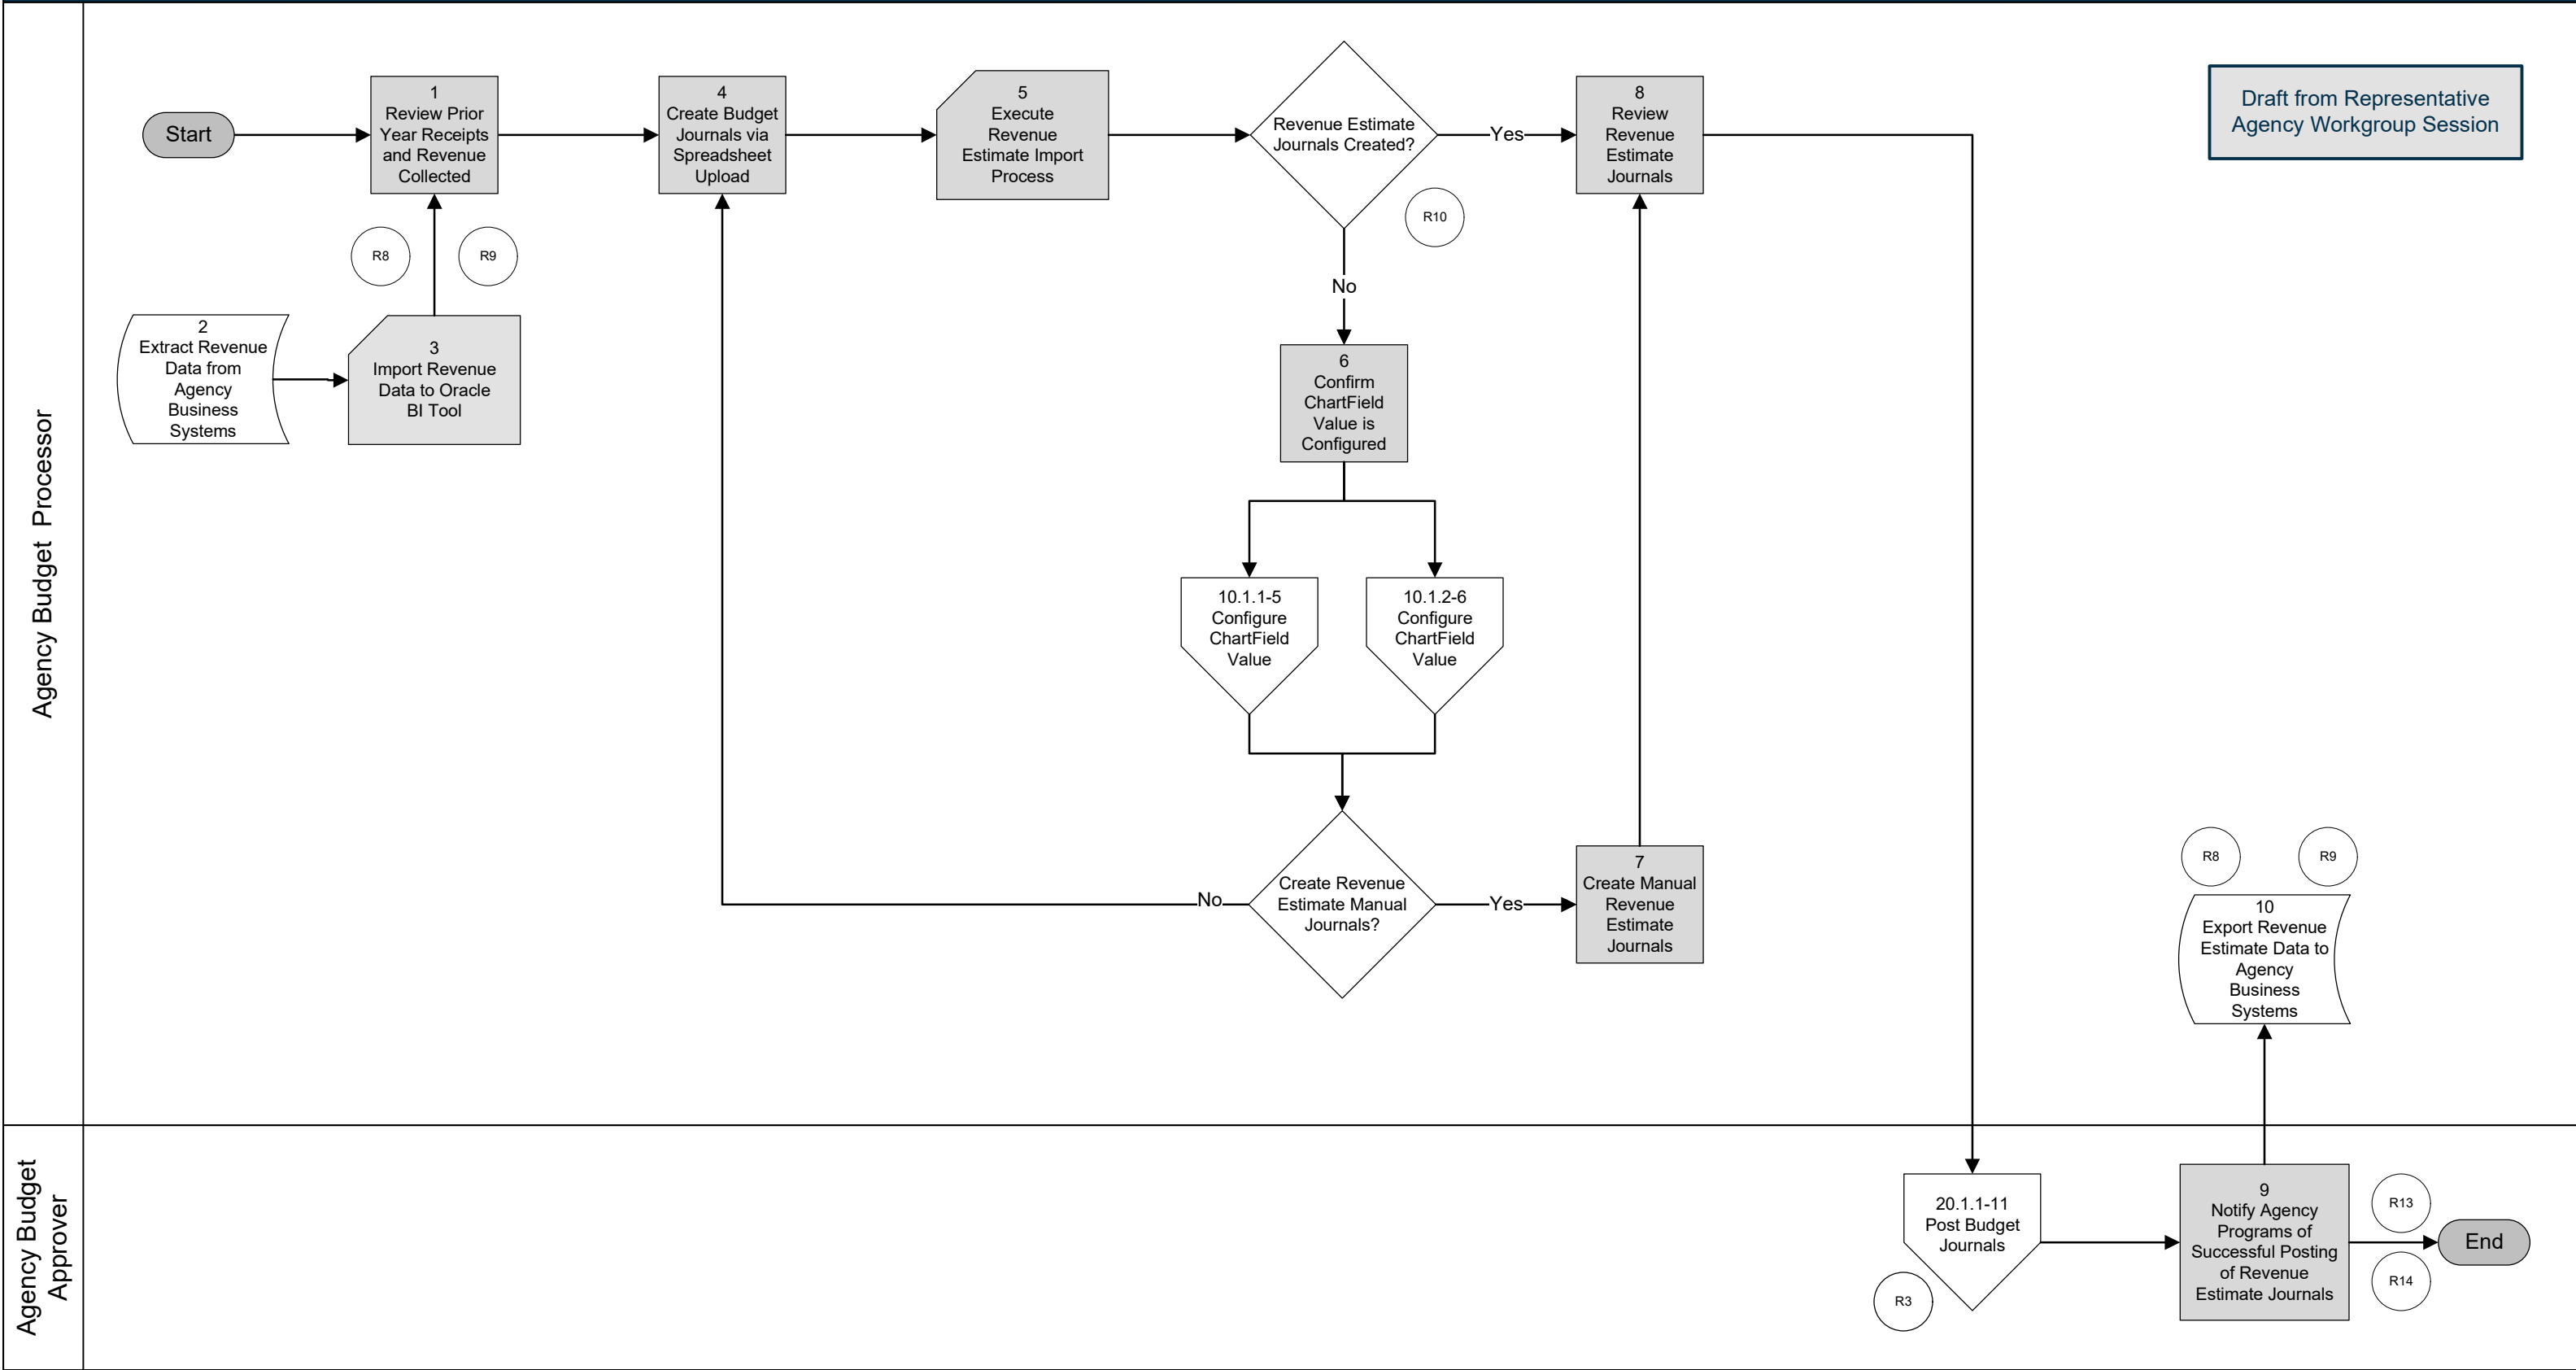 Agency Budget Processor
Start
1
Review Prior
Year Receipts
and Revenue
Collected
4
Create Budget
Journals via
Spreadsheet
Upload
5
Execute
Revenue
Estimate Import
Process
Revenue Estimate
Journals Created?
Yes
8
Review
Revenue
Estimate
Journals
Draft from Representative
Agency Workgroup Session
R10
R8
R9
No
2
Extract Revenue
Data from
Agency
Business
Systems
3
Import Revenue
Data to Oracle
BI Tool
6
Confirm
ChartField
Value is
Configured
10.1.1-5
Configure
ChartField
Value
10.1.2-6
Configure
ChartField
Value
No
Create Revenue
Estimate Manual
Journals?
Yes
7
Create Manual
Revenue
Estimate
Journals
R8
R9
10
Export Revenue
Estimate Data to
Agency
Business
Systems
Agency Budget
Approver
20.1.1-11
Post Budget
Journals
R3
9
Notify Agency
Programs of
Successful Posting
of Revenue
Estimate Journals
R13
End
R14